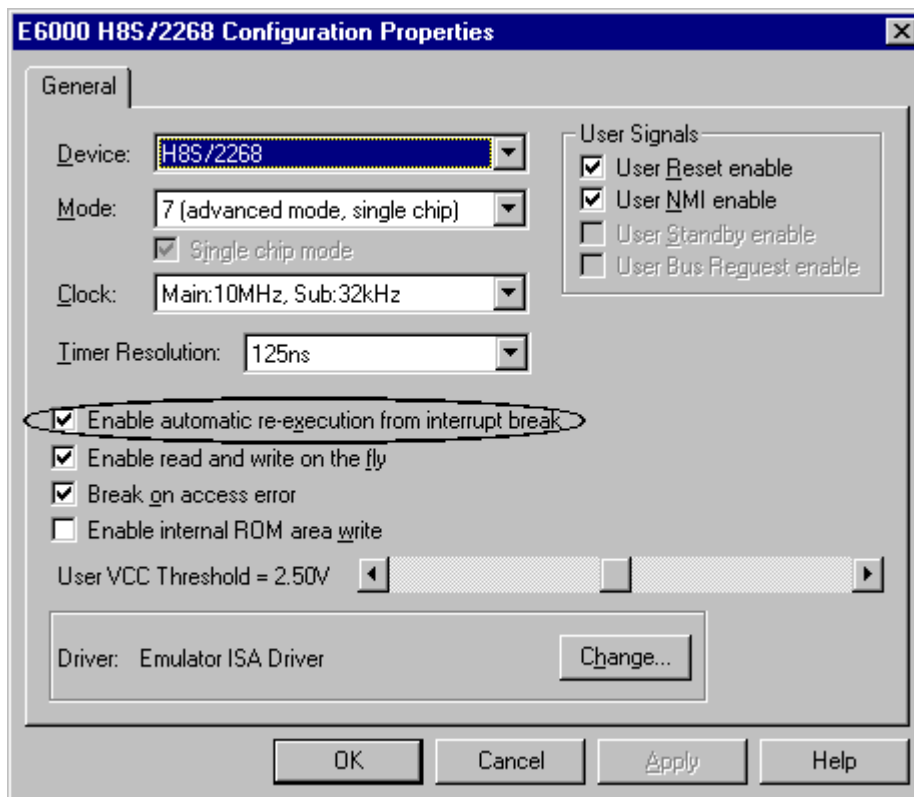 E6000 H8S/2268 Configuration Properties
General
Device: H8S/2268
Mode: 7 (advanced mode, single chip)
Single chip mode
Clock: Main:10MHz, Sub:32kHz
Timer Resolution: 125ns
User Signals
User Reset enable
User NMI enable
User Standby enable
User Bus Reguest enable
Enable automatic re-execution from interrupt break
Enable read and write on the fly
Break on access error
Enable internal ROM area write
User VCC Threshold = 2.50V
Driver: Emulator ISA Driver
Change...
OK Cancel Apply Help